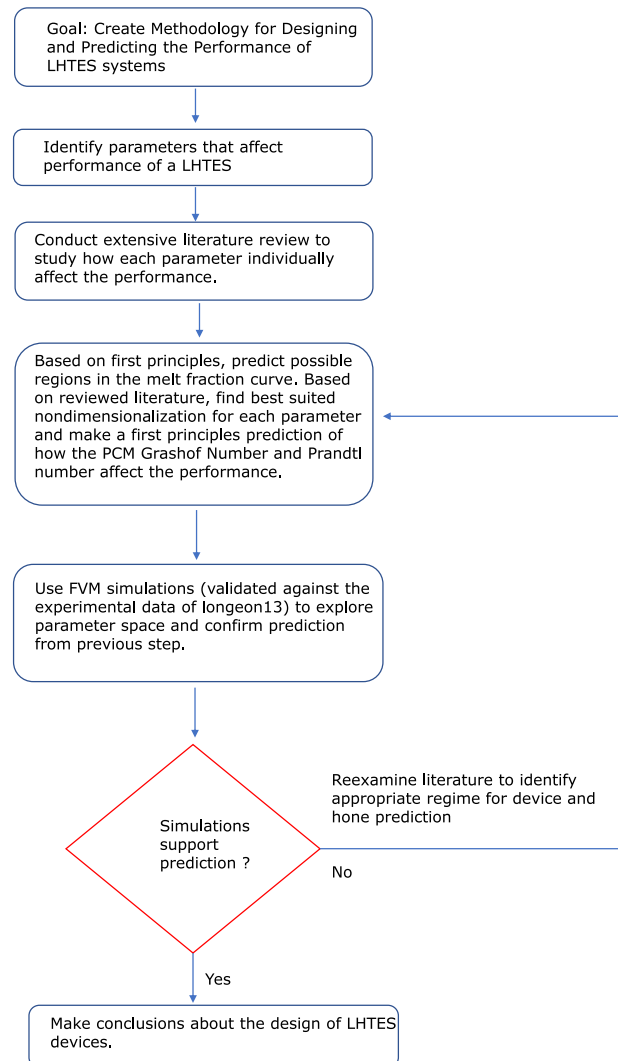 Goal: Create Methodology for Designing
and Predicting the Performance of
LHTES systems
Identify parameters that affect
performance of a LHTES
Conduct extensive literature review to
study how each parameter individually
affect the performance.
Based on first principles, predict possible
regions in the melt fraction curve. Based
on reviewed literature, find best suited
nondimensionalization for each parameter
and make a first principles prediction of
how the PCM Grashof Number and Prandtl
number affect the performance.
Use FVM simulations (validated against the
experimental data of longeon13) to explore
parameter space and confirm prediction
from previous step.
Simulations
support
prediction ?
Reexamine literature to identify
appropriate regime for device and
hone prediction
No
Yes
Make conclusions about the design of LHTES
devices.